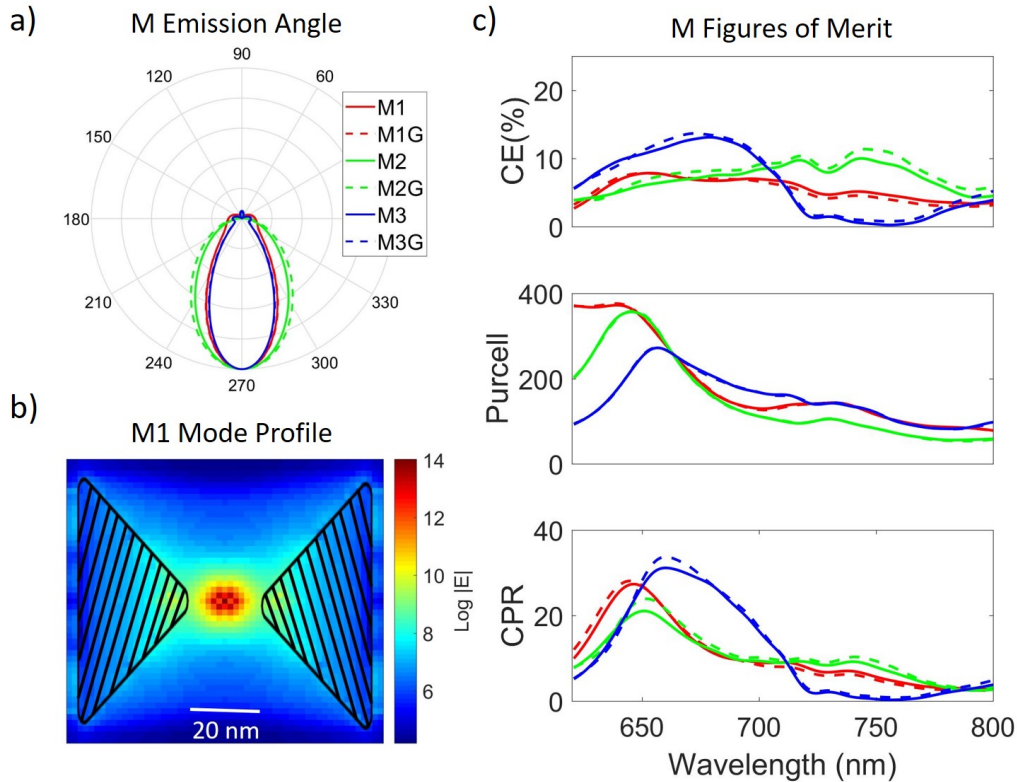 a)
M Emission Angle
90
120
60
150
180
210
330
240
300
270
M1
M1G
M2
M2G
M3
M3G
b)
M1 Mode Profile
14
12
10
8
6
Log |E|
20 nm
c)
M Figures of Merit
CE(%)
20
10
0
Purcell
400
200
0
CPR
40
20
0
650
700
750
800
Wavelength (nm)